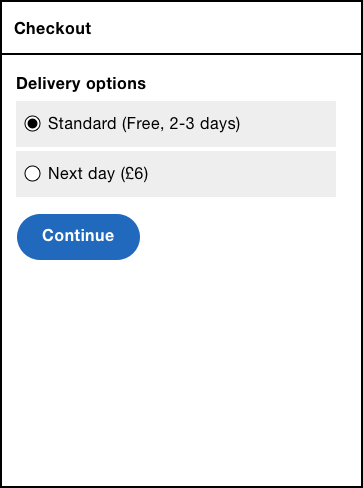 Checkout
Delivery options
Standard (Free, 2-3 days)
Next day (£6)
Continue